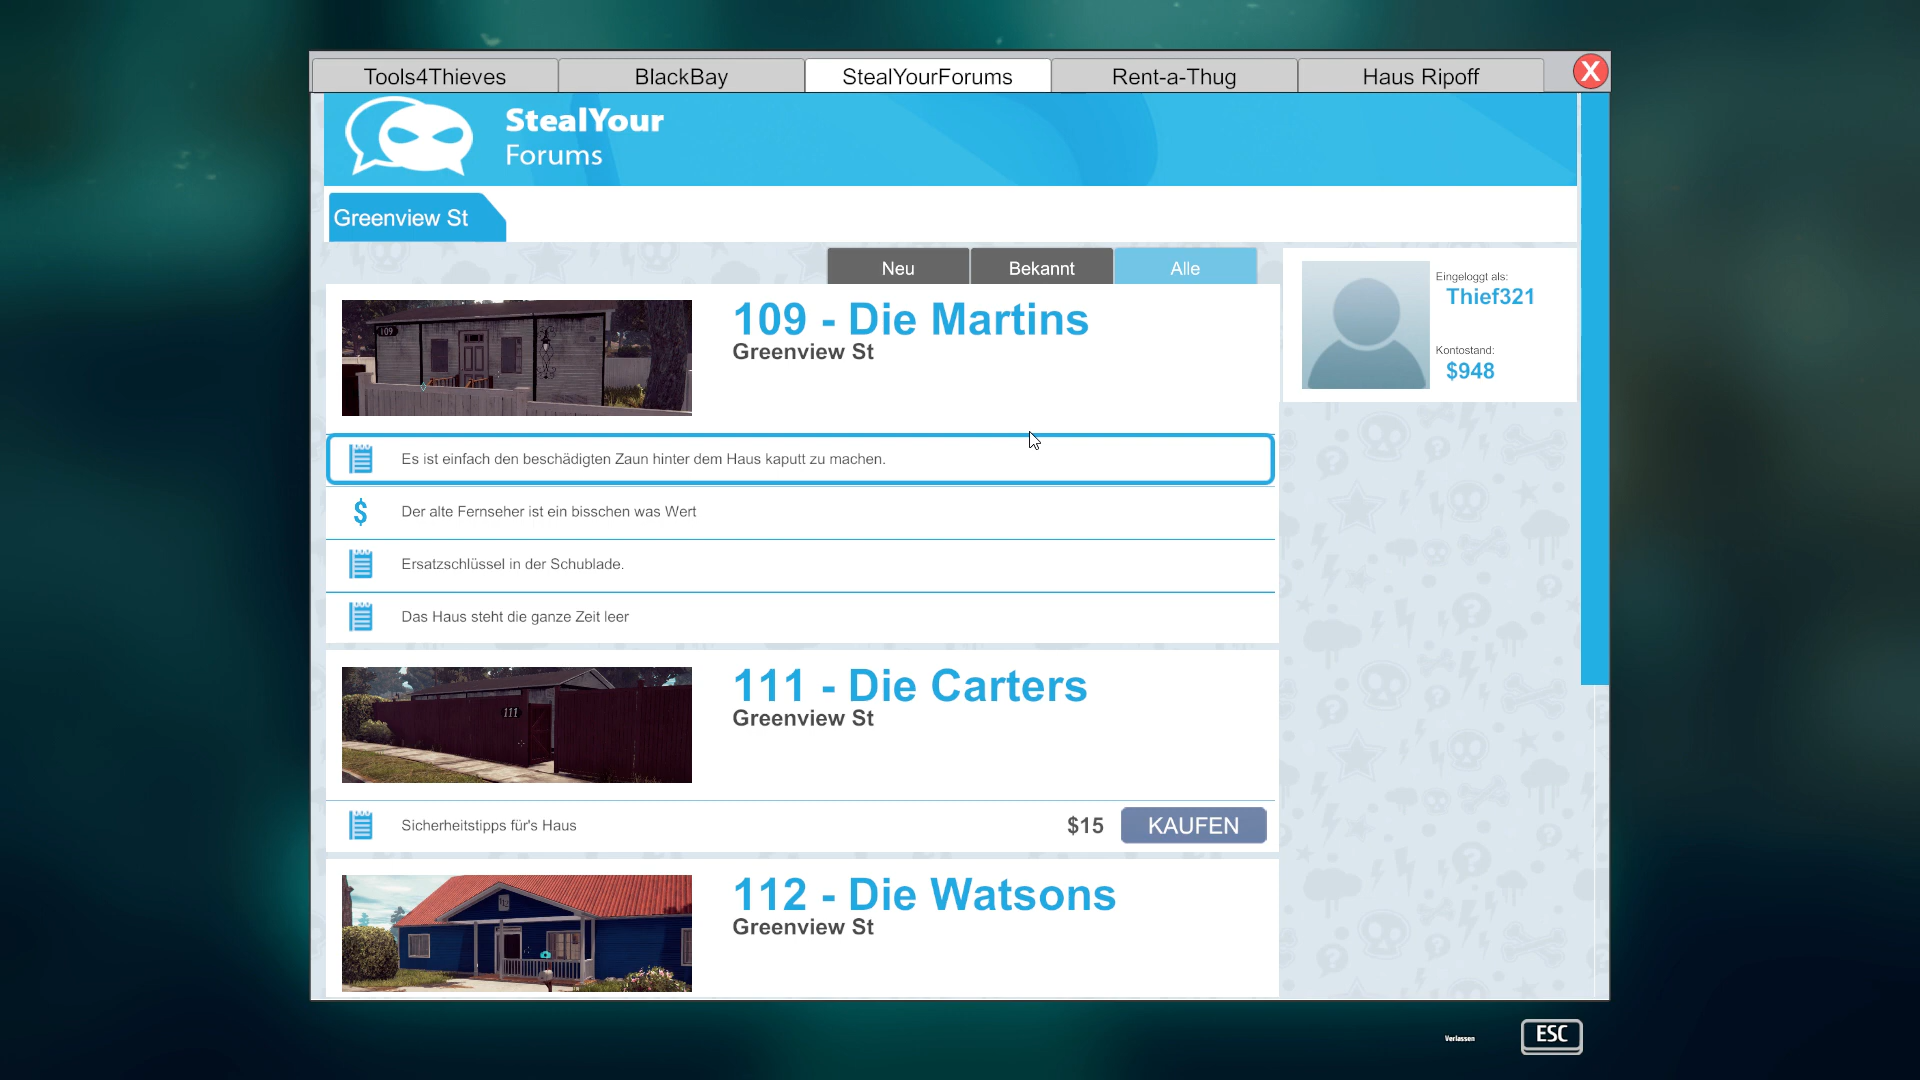 Tools4Thieves
BlackBay
StealYourForums
Rent-a-Thug
Haus Ripoff
X
StealYour
Forums
Greenview St
Neu
Bekannt
Alle
Eingeloggt als:
Thief321
Kontostand:
$948
109
109 - Die Martins
Greenview St
Es ist einfach den beschädigten Zaun hinter dem Haus kaputt zu machen.
$
Der alte Fernseher ist ein bisschen was Wert
Ersatzschlüssel in der Schublade.
Das Haus steht die ganze Zeit leer
111
111 - Die Carters
Greenview St
Sicherheitstipps für's Haus
$15
KAUFEN
112
112 - Die Watsons
Greenview St
Verlassen
ESC